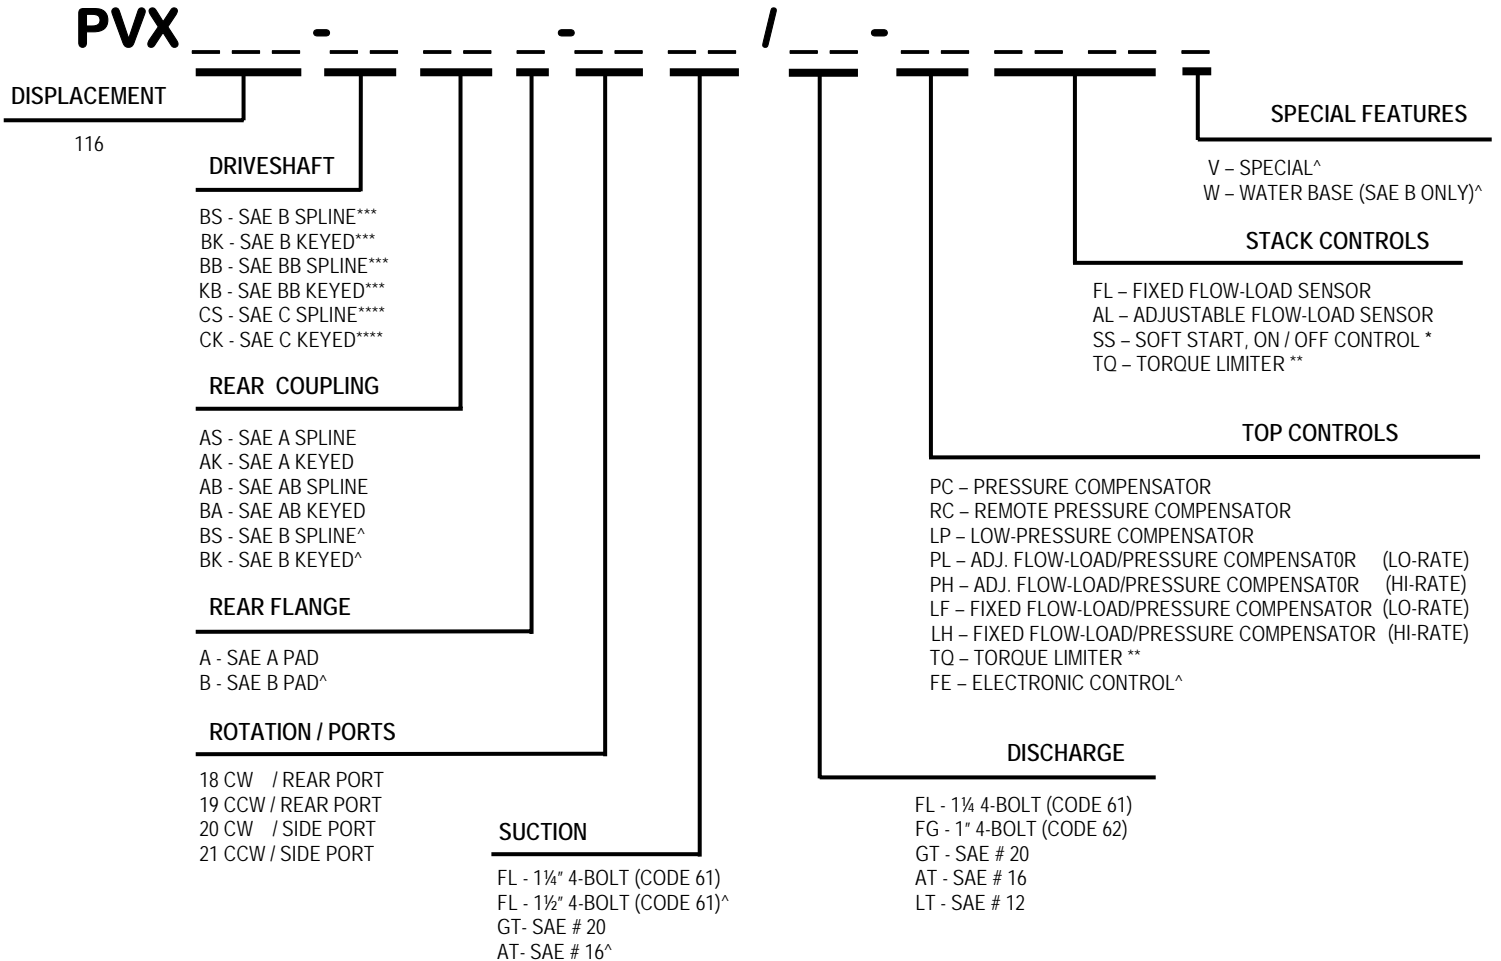 PVX _ _ _ - _ _ _ _ _ - _ _ _ _ / _ _ - _ _ _ _ _ _ _
DISPLACEMENT
116
DRIVESHAFT
BS - SAE B SPLINE***
BK - SAE B KEYED***
BB - SAE BB SPLINE***
KB - SAE BB KEYED***
CS - SAE C SPLINE****
CK - SAE C KEYED****
REAR COUPLING
AS - SAE A SPLINE
AK - SAE A KEYED
AB - SAE AB SPLINE
BA - SAE AB KEYED
BS - SAE B SPLINE^
BK - SAE B KEYED^
REAR FLANGE
A - SAE A PAD
B - SAE B PAD^
ROTATION / PORTS
18 CW / REAR PORT
19 CCW / REAR PORT
20 CW / SIDE PORT
21 CCW / SIDE PORT
SUCTION
FL - 1¼" 4-BOLT (CODE 61)
FL - 1½" 4-BOLT (CODE 61)^
GT- SAE # 20
AT- SAE # 16^
DISCHARGE
FL - 1¼ 4-BOLT (CODE 61)
FG - 1" 4-BOLT (CODE 62)
GT - SAE # 20
AT - SAE # 16
LT - SAE # 12
TOP CONTROLS
PC – PRESSURE COMPENSATOR
RC – REMOTE PRESSURE COMPENSATOR
LP – LOW-PRESSURE COMPENSATOR
PL – ADJ. FLOW-LOAD/PRESSURE COMPENSAT0R (LO-RATE)
PH – ADJ. FLOW-LOAD/PRESSURE COMPENSAT0R (HI-RATE)
LF – FIXED FLOW-LOAD/PRESSURE COMPENSATOR (LO-RATE)
LH – FIXED FLOW-LOAD/PRESSURE COMPENSATOR (HI-RATE)
TQ – TORQUE LIMITER **
FE – ELECTRONIC CONTROL^
STACK CONTROLS
FL – FIXED FLOW-LOAD SENSOR
AL – ADJUSTABLE FLOW-LOAD SENSOR
SS – SOFT START, ON / OFF CONTROL *
TQ – TORQUE LIMITER **
SPECIAL FEATURES
V – SPECIAL^
W – WATER BASE (SAE B ONLY)^